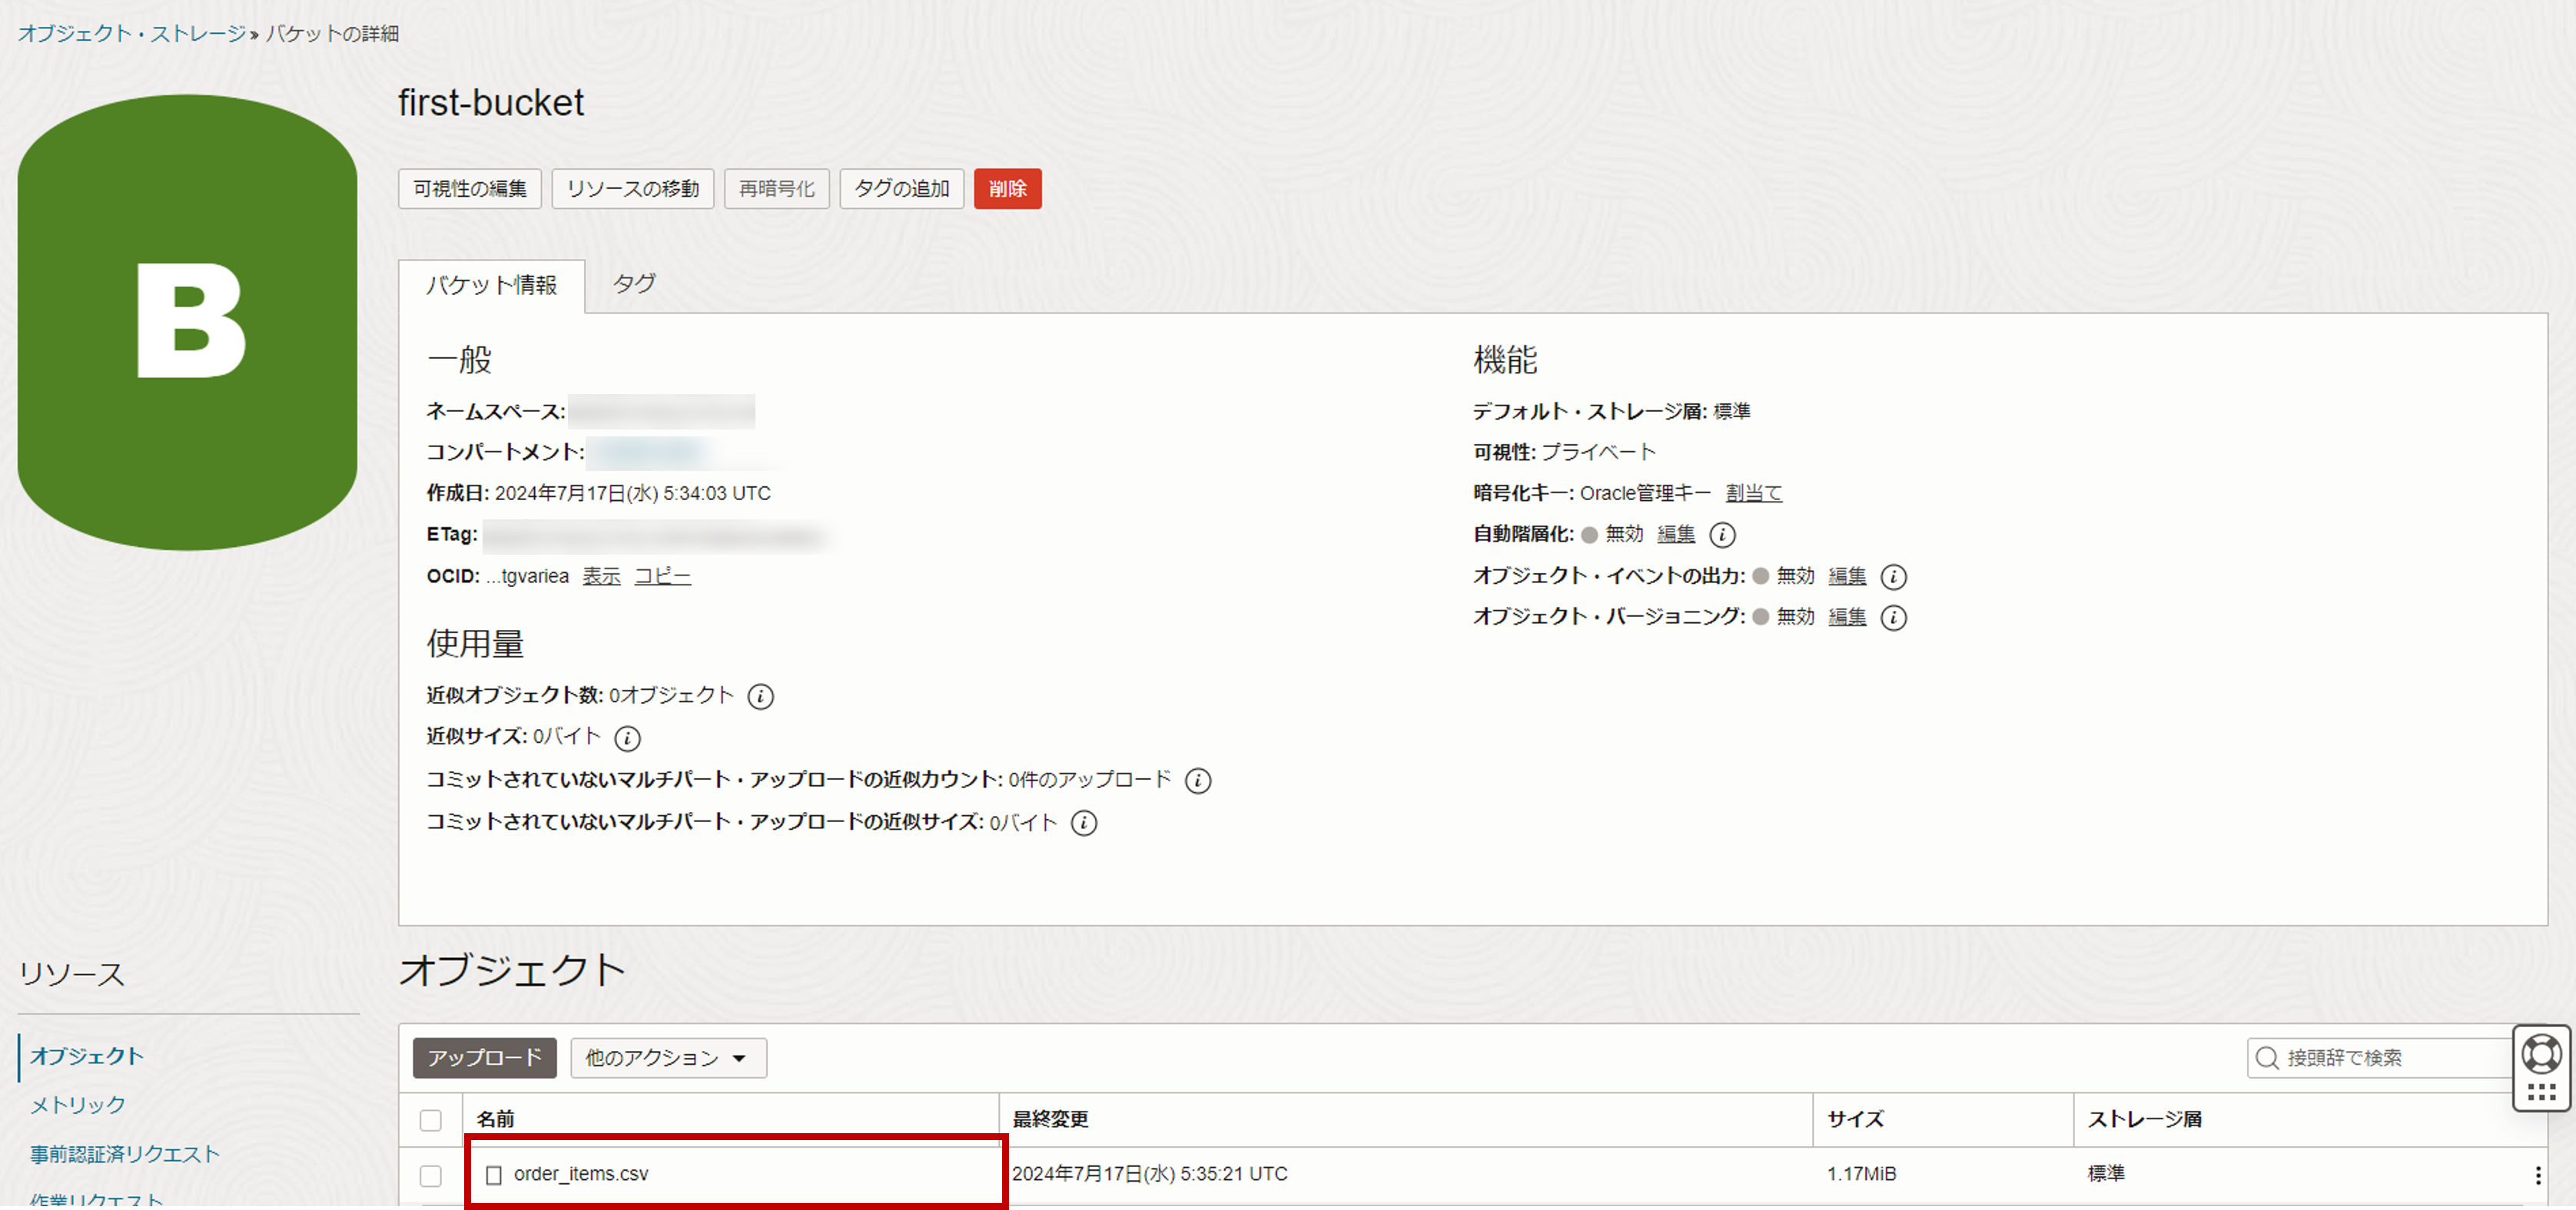 オブジェクト・ストレージ » バケットの詳細
B
first-bucket
可視性の編集 リソースの移動 再暗号化 タグの追加 削除
バケット情報 タグ
一般
ネームスペース:
コンパートメント:
作成日: 2024年7月17日(水) 5:34:03 UTC
ETag:
OCID: ...tgvariea 表示 コピー
使用量
近似オブジェクト数: 0オブジェクト
近似サイズ: 0バイト
コミットされていないマルチパート・アップロードの近似カウント: 0件のアップロード
コミットされていないマルチパート・アップロードの近似サイズ: 0バイト
機能
デフォルト・ストレージ層: 標準
可視性: プライベート
暗号化キー: Oracle管理キー 割当て
自動階層化: 無効 編集
オブジェクト・イベントの出力: 無効 編集
オブジェクト・バージョニング: 無効 編集
リソース
オブジェクト
メトリック
事前認証済リクエスト
作業リクエスト
オブジェクト
アップロード 他のアクション 接頭辞で検索
名前 最終変更 サイズ ストレージ層
order_items.csv 2024年7月17日(水) 5:35:21 UTC 1.17MiB 標準